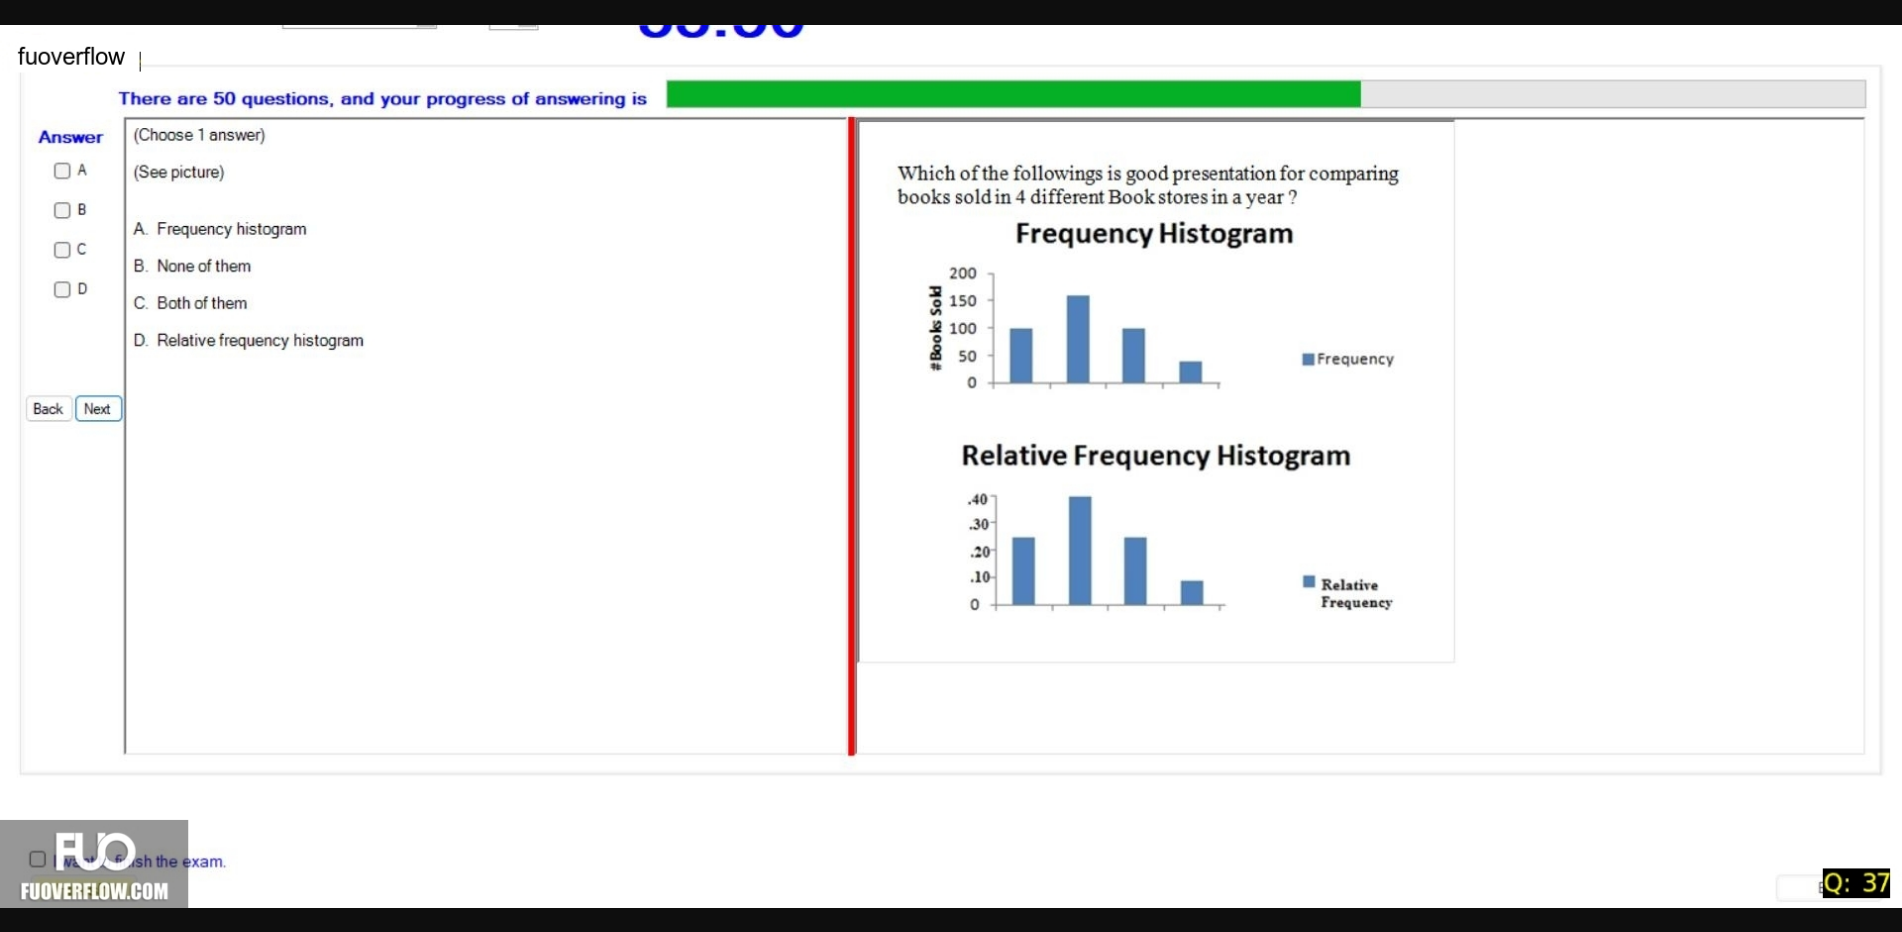 fuoverflow
There are 50 questions, and your progress of answering is
Answer
A
B
C
D
Back Next
(Choose 1 answer)
(See picture)
A. Frequency histogram
B. None of them
C. Both of them
D. Relative frequency histogram
Which of the followings is good presentation for comparing
books sold in 4 different Book stores in a year ?
Frequency Histogram
#Books Sold
200
150
100
50
0
Frequency
Relative Frequency Histogram
.40
.30
.20
.10
0
Relative
Frequency
FUO
the exam.
FUOVERFLOW.COM
Q: 37